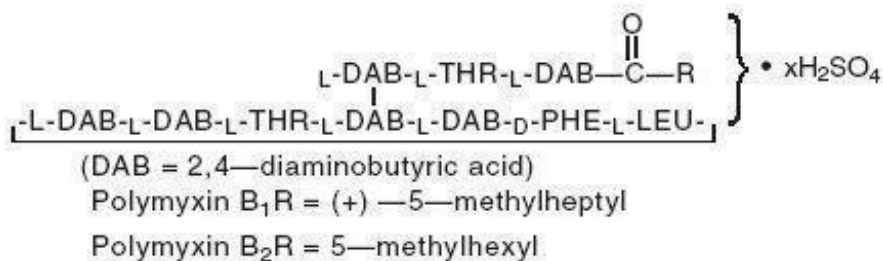 O
L-DAB-L-THR-L-DAB—C—R } • xH₂SO₄
-L-DAB-L-DAB-L-THR-L-DAB-L-DAB-D-PHE-L-LEU-
(DAB = 2,4—diaminobutyric acid)
Polymyxin B₁R = (+) —5—methylheptyl
Polymyxin B₂R = 5—methylhexyl